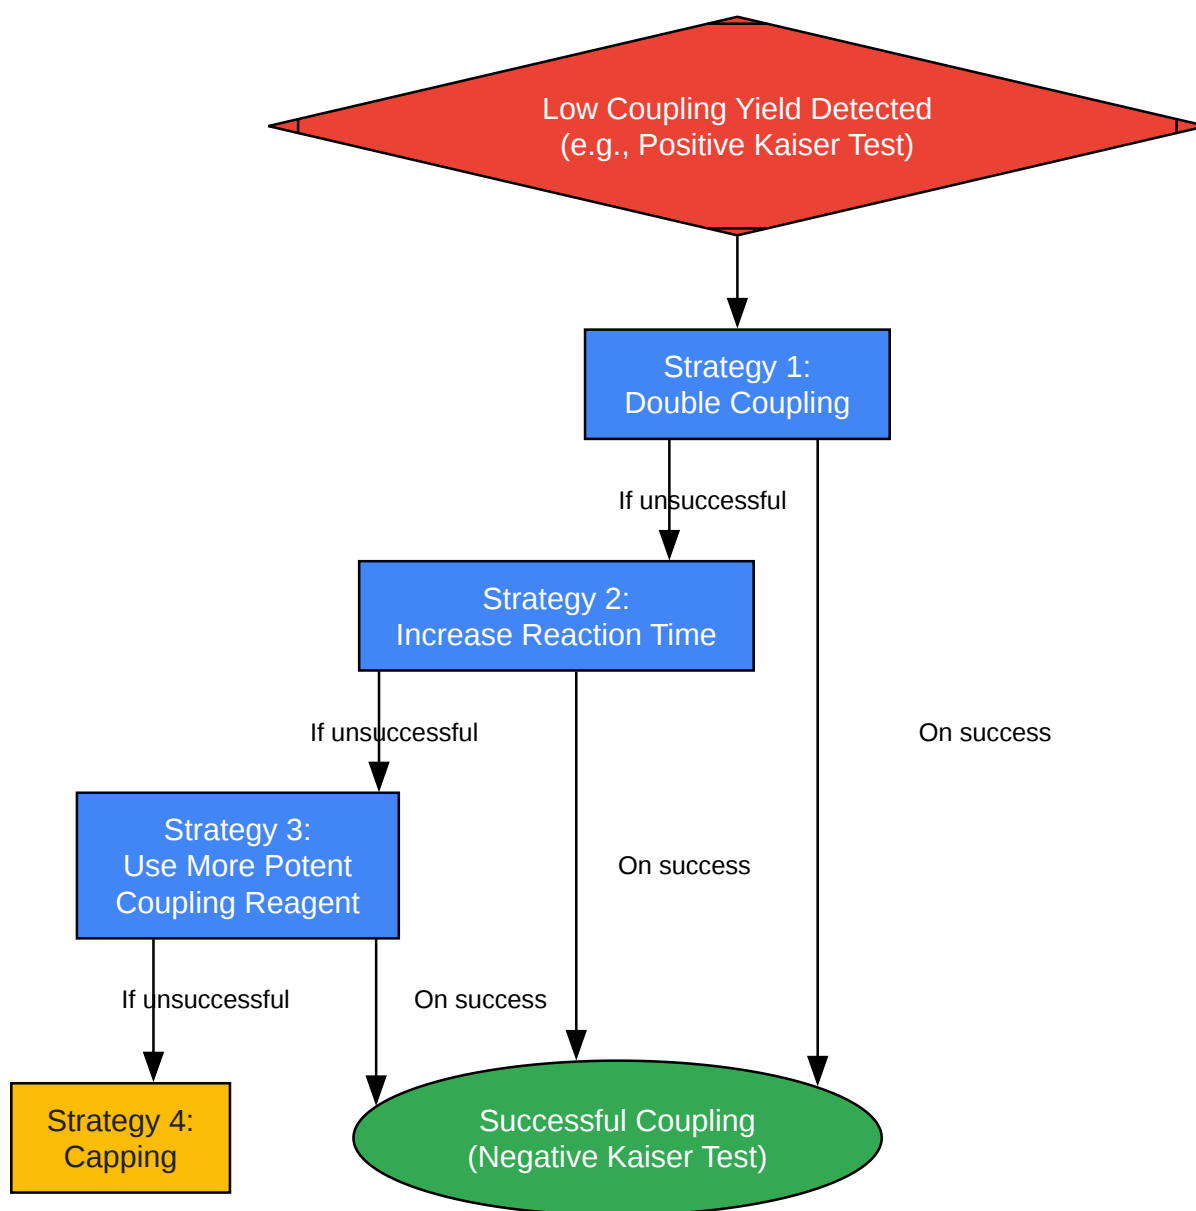 Low Coupling Yield Detected
(e.g., Positive Kaiser Test)
Strategy 1:
Double Coupling
If unsuccessful
Strategy 2:
Increase Reaction Time
If unsuccessful
On success
Strategy 3:
Use More Potent
Coupling Reagent
On success
If unsuccessful
On success
Strategy 4:
Capping
Successful Coupling
(Negative Kaiser Test)